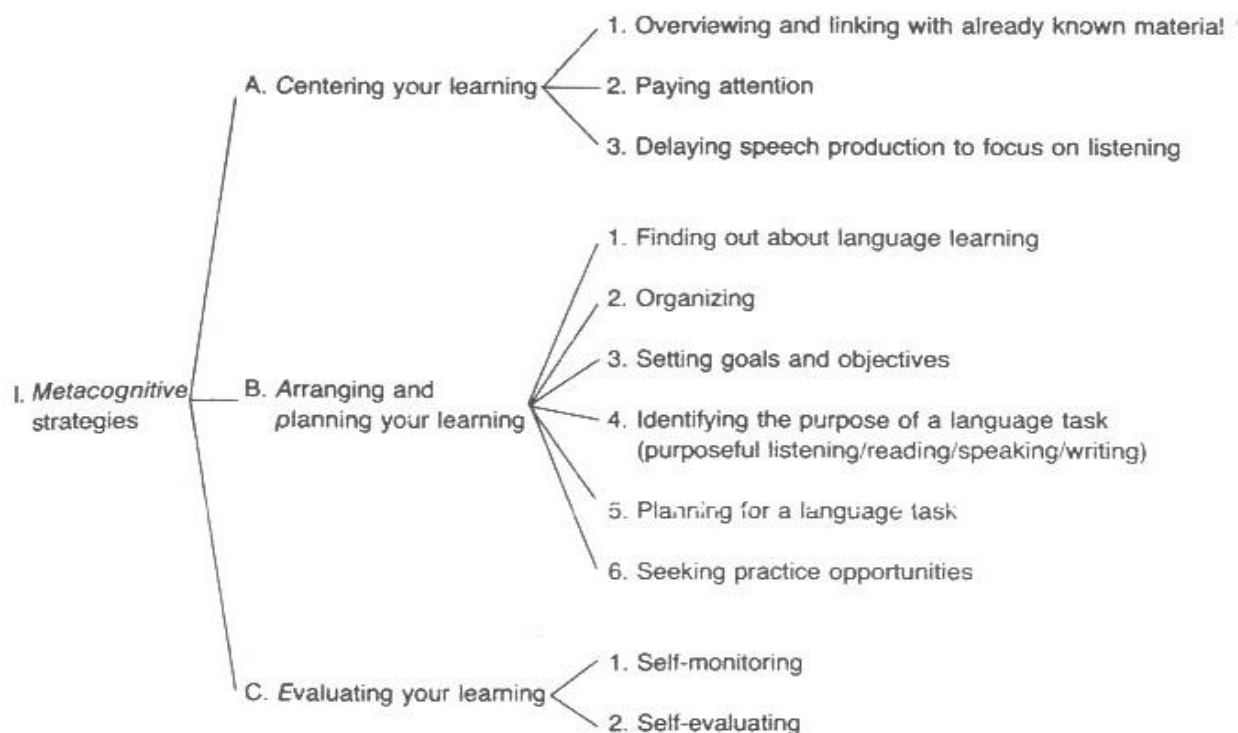 I. Metacognitive
strategies
A. Centering your learning
1. Overviewing and linking with already known material
2. Paying attention
3. Delaying speech production to focus on listening
B. Arranging and
planning your learning
1. Finding out about language learning
2. Organizing
3. Setting goals and objectives
4. Identifying the purpose of a language task
(purposeful listening/reading/speaking/writing)
5. Planning for a language task
6. Seeking practice opportunities
C. Evaluating your learning
1. Self-monitoring
2. Self-evaluating